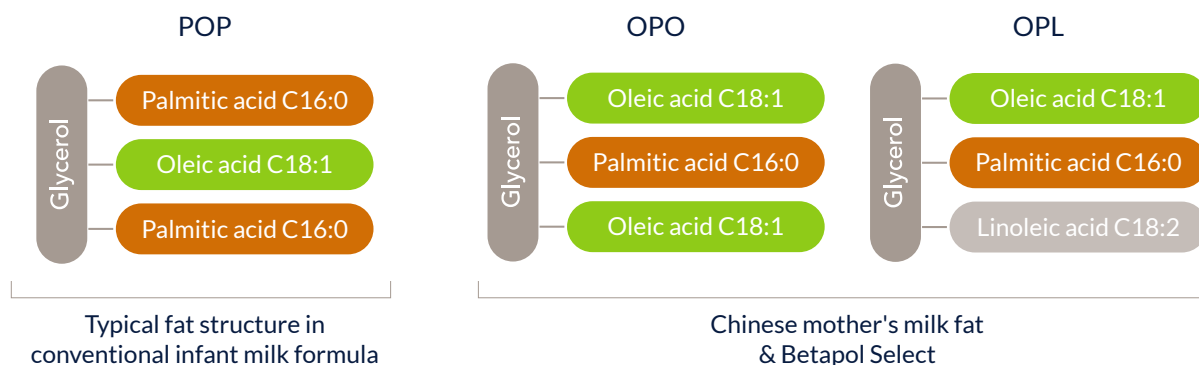 POP
Glycerol
Palmitic acid C16:0
Oleic acid C18:1
Palmitic acid C16:0
Typical fat structure in
conventional infant milk formula
OPO
Glycerol
Oleic acid C18:1
Palmitic acid C16:0
Oleic acid C18:1
OPL
Glycerol
Oleic acid C18:1
Palmitic acid C16:0
Linoleic acid C18:2
Chinese mother's milk fat
& Betapol Select